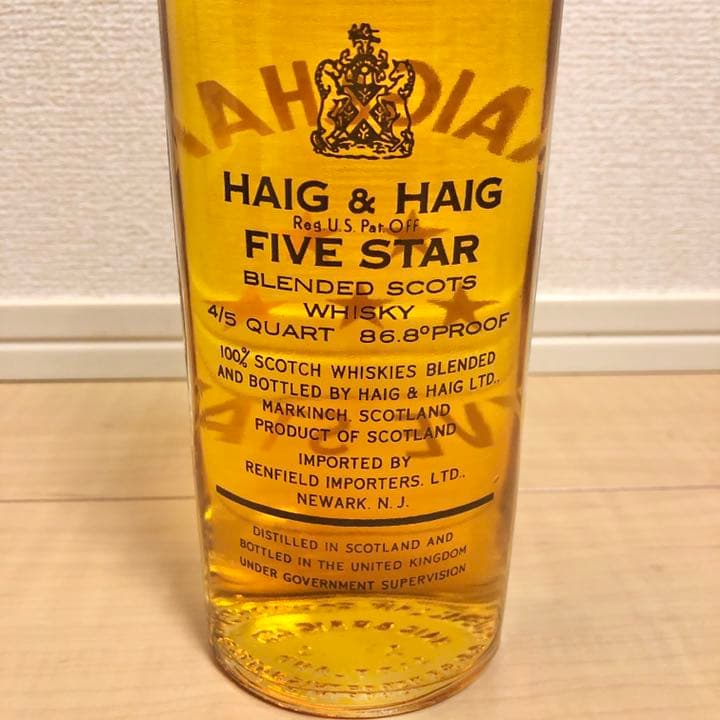 HAIG & HAIG
Reg. U.S. Pat. Off
FIVE STAR
BLENDED SCOTS
WHISKY
4/5 QUART 86.8º PROOF
100% SCOTCH WHISKIES BLENDED
AND BOTTLED BY HAIG & HAIG LTD.,
MARKINCH, SCOTLAND
PRODUCT OF SCOTLAND
IMPORTED BY
RENFIELD IMPORTERS, LTD.,
NEWARK, N. J.
DISTILLED IN SCOTLAND AND
BOTTLED IN THE UNITED KINGDOM
UNDER GOVERNMENT SUPERVISION